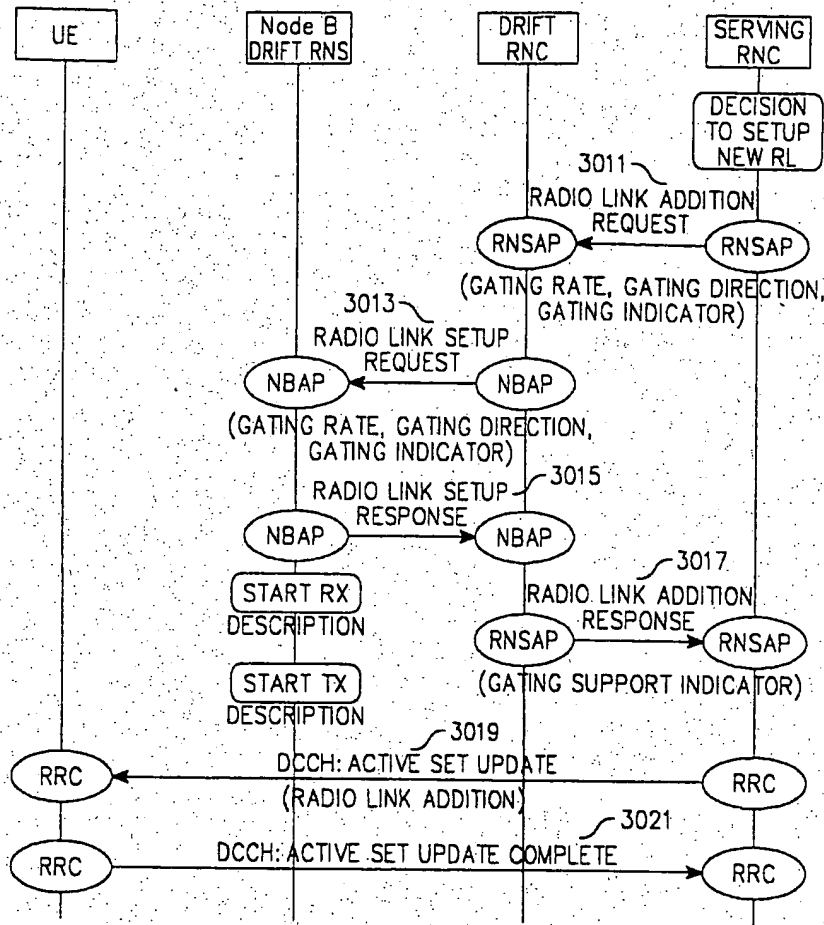 UE
Node B
DRIFT RNS
DRIFT
RNC
SERVING
RNC
DECISION
TO SETUP
NEW RL
3011
RADIO LINK ADDITION
REQUEST
RNSAP
RNSAP
(GATING RATE, GATING DIRECTION,
GATING INDICATOR)
3013
RADIO LINK SETUP
REQUEST
NBAP
NBAP
(GATING RATE, GATING DIRECTION,
GATING INDICATOR)
RADIO LINK SETUP
RESPONSE
3015
NBAP
NBAP
3017
RADIO LINK ADDITION
RESPONSE
START RX
DESCRIPTION
RNSAP
RNSAP
(GATING SUPPORT INDICATOR)
START TX
DESCRIPTION
3019
DCCH: ACTIVE SET UPDATE
RRC
RRC
(RADIO LINK ADDITION)
3021
DCCH: ACTIVE SET UPDATE COMPLETE
RRC
RRC